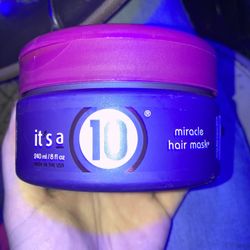 it's a 10®
miracle
hair mask
240 ml / 8 fl oz
MADE IN THE USA